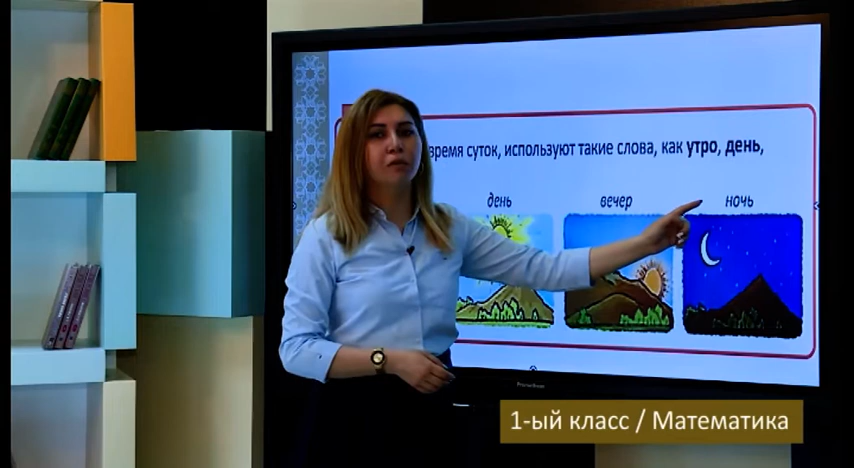 время суток, используют такие слова, как утро, день,
день вечер ночь
1-ый класс / Математика